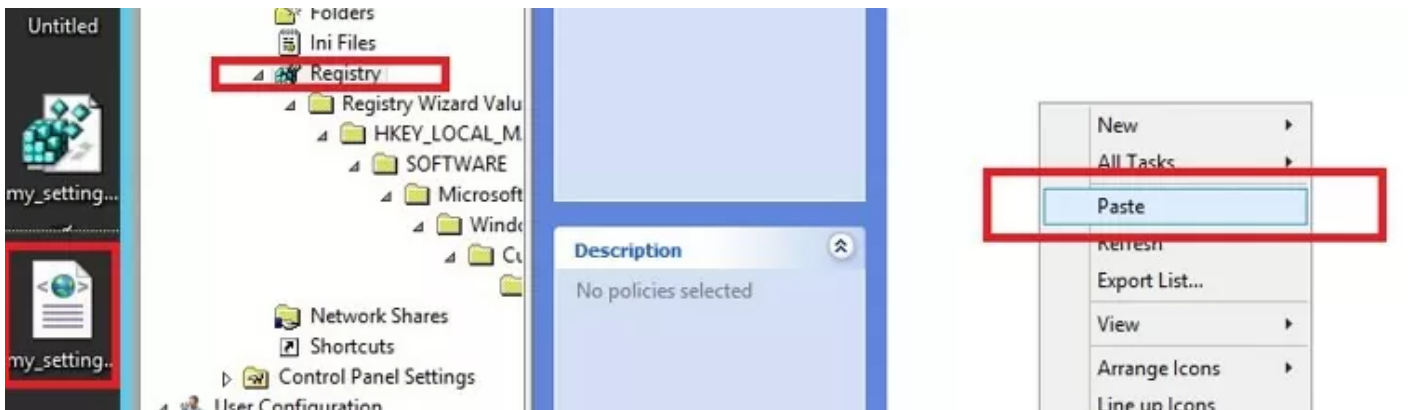 Untitled
my_setting...
my_setting..
Folders
Ini Files
Registry
Registry Wizard Valu
HKEY_LOCAL_M
SOFTWARE
Microsoft
Windo
Cu
Network Shares
Shortcuts
Control Panel Settings
User Configuration
Description
No policies selected
New
All Tasks
Paste
Refresh
Export List...
View
Arrange Icons
Line up Icons